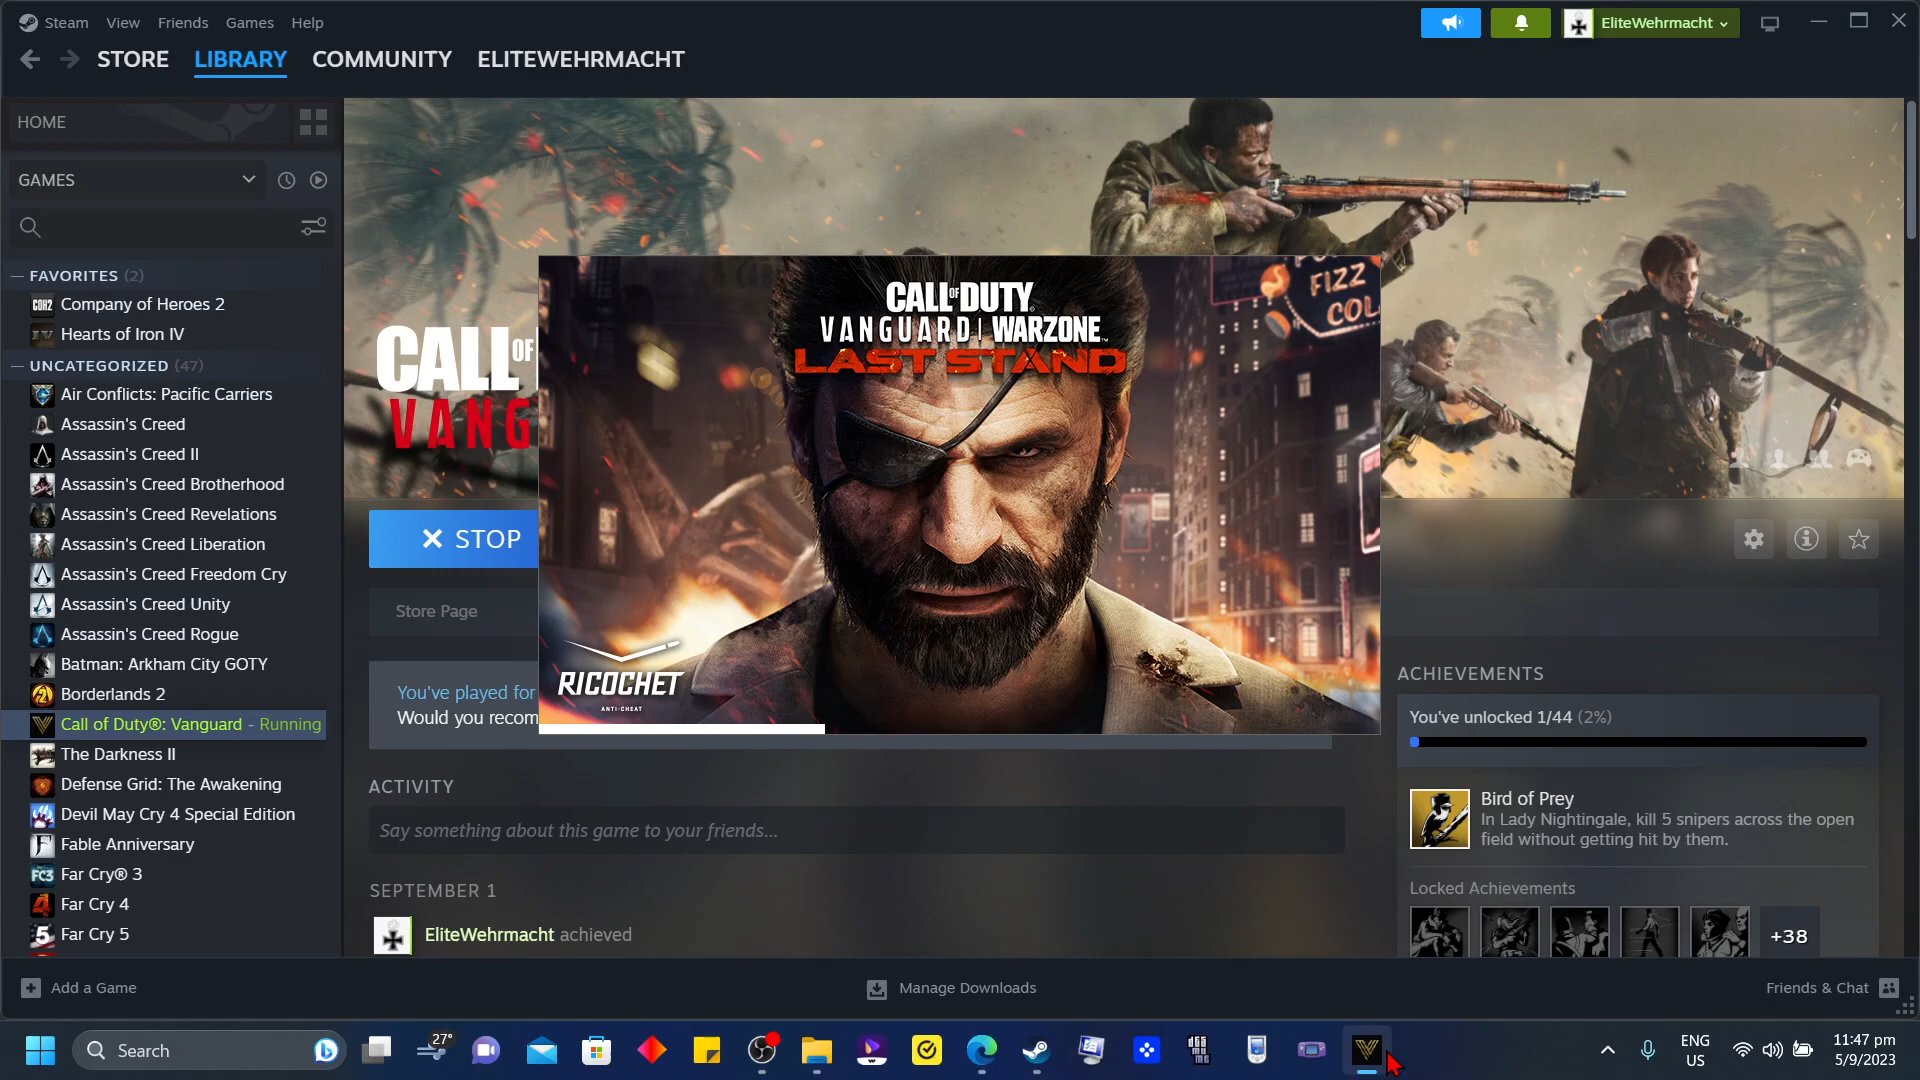 Steam View Friends Games Help
EliteWehrmacht
STORE LIBRARY COMMUNITY ELITEWEHRMACHT
HOME
GAMES
FAVORITES (2)
COH2 Company of Heroes 2
IV Hearts of Iron IV
UNCATEGORIZED (47)
Air Conflicts: Pacific Carriers
Assassin's Creed
Assassin's Creed II
Assassin's Creed Brotherhood
Assassin's Creed Revelations
Assassin's Creed Liberation
Assassin's Creed Freedom Cry
Assassin's Creed Unity
Assassin's Creed Rogue
Batman: Arkham City GOTY
Borderlands 2
Call of Duty®: Vanguard - Running
The Darkness II
Defense Grid: The Awakening
Devil May Cry 4 Special Edition
F Fable Anniversary
FC3 Far Cry® 3
4 Far Cry 4
5 Far Cry 5
CALL OF
VANG
CALL OF DUTY®
VANGUARD | WARZONE™
LAST STAND
FIZZ
COL
RICOCHET
ANTI-CHEAT
STOP
Store Page
You've played for
Would you recom
ACTIVITY
Say something about this game to your friends...
SEPTEMBER 1
EliteWehrmacht achieved
ACHIEVEMENTS
You've unlocked 1/44 (2%)
Bird of Prey
In Lady Nightingale, kill 5 snipers across the open
field without getting hit by them.
Locked Achievements
+38
Add a Game
Manage Downloads
Friends & Chat
Search
27°
ENG
US
11:47 pm
5/9/2023